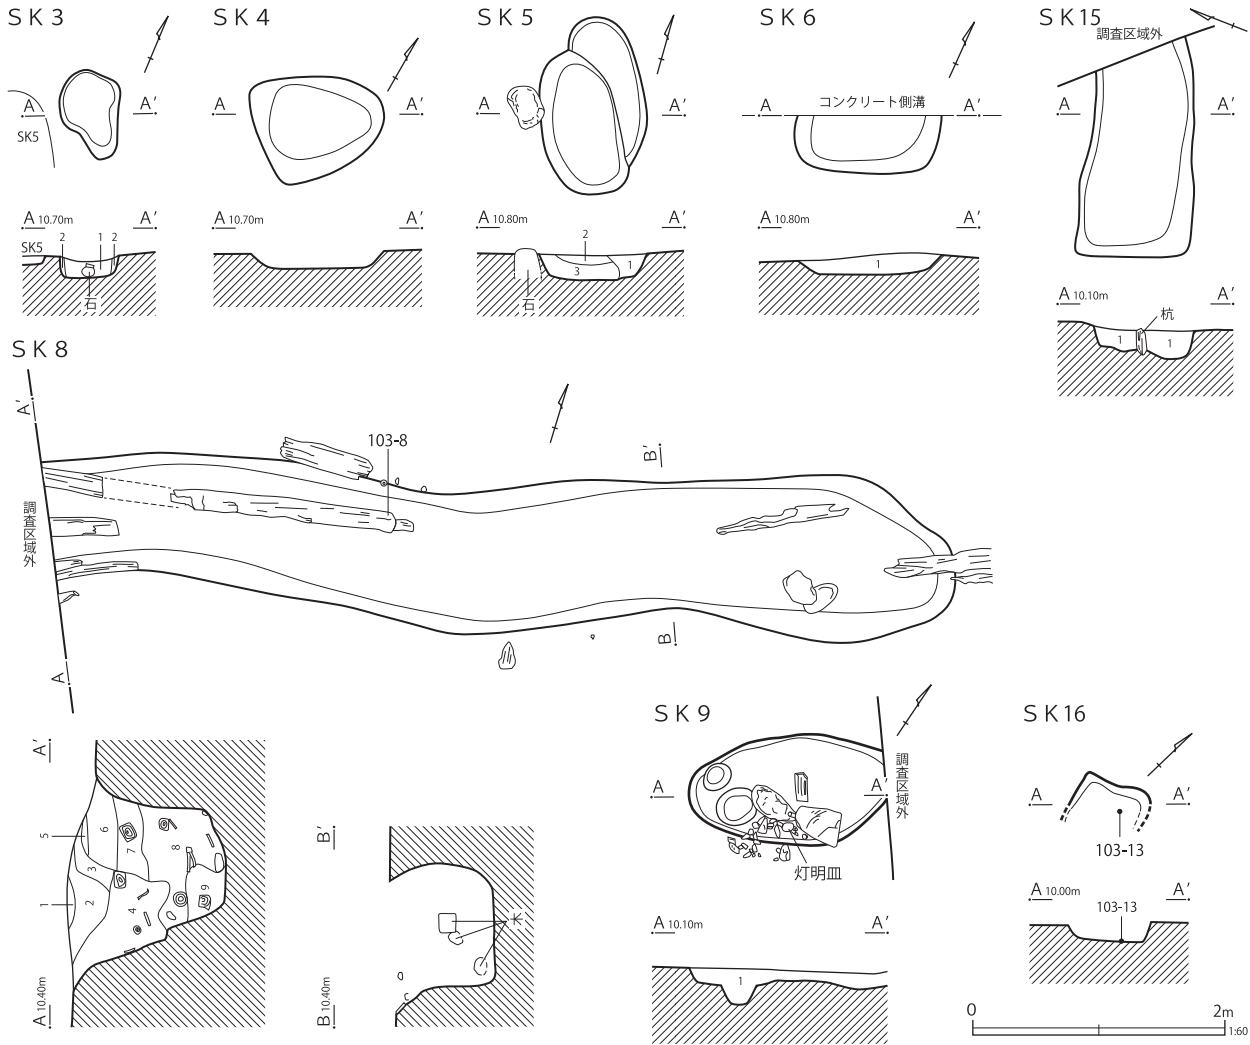 SK3
A
A'
SK5
A 10.70m
A'
SK5
2
1
2
石
SK4
A
A'
A 10.70m
A'
SK5
A
A'
A 10.80m
A'
2
3
1
石
SK6
コンクリート側溝
A
A'
A 10.80m
A'
1
SK15
調査区域外
A
A'
A 10.10m
A'
杭
1
1
SK8
A'
103-8
B'
調査区域外
A
B
A'
5
6
7
8
3
1
2
4
9
A 10.40m
B'
木
B 10.40m
SK9
A
A'
調査区域外
灯明皿
A 10.10m
A'
1
SK16
A
A'
103-13
A 10.00m
A'
103-13
0
2m
1:60